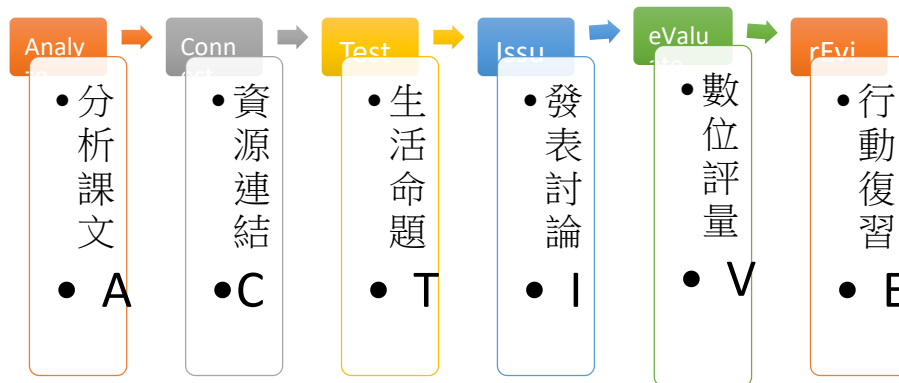 Analy
分析課文
A
Conn
資源連結
C
Test
生活命題
T
Issu
發表討論
I
eValu
數位評量
V
rEvi
行動復習
E